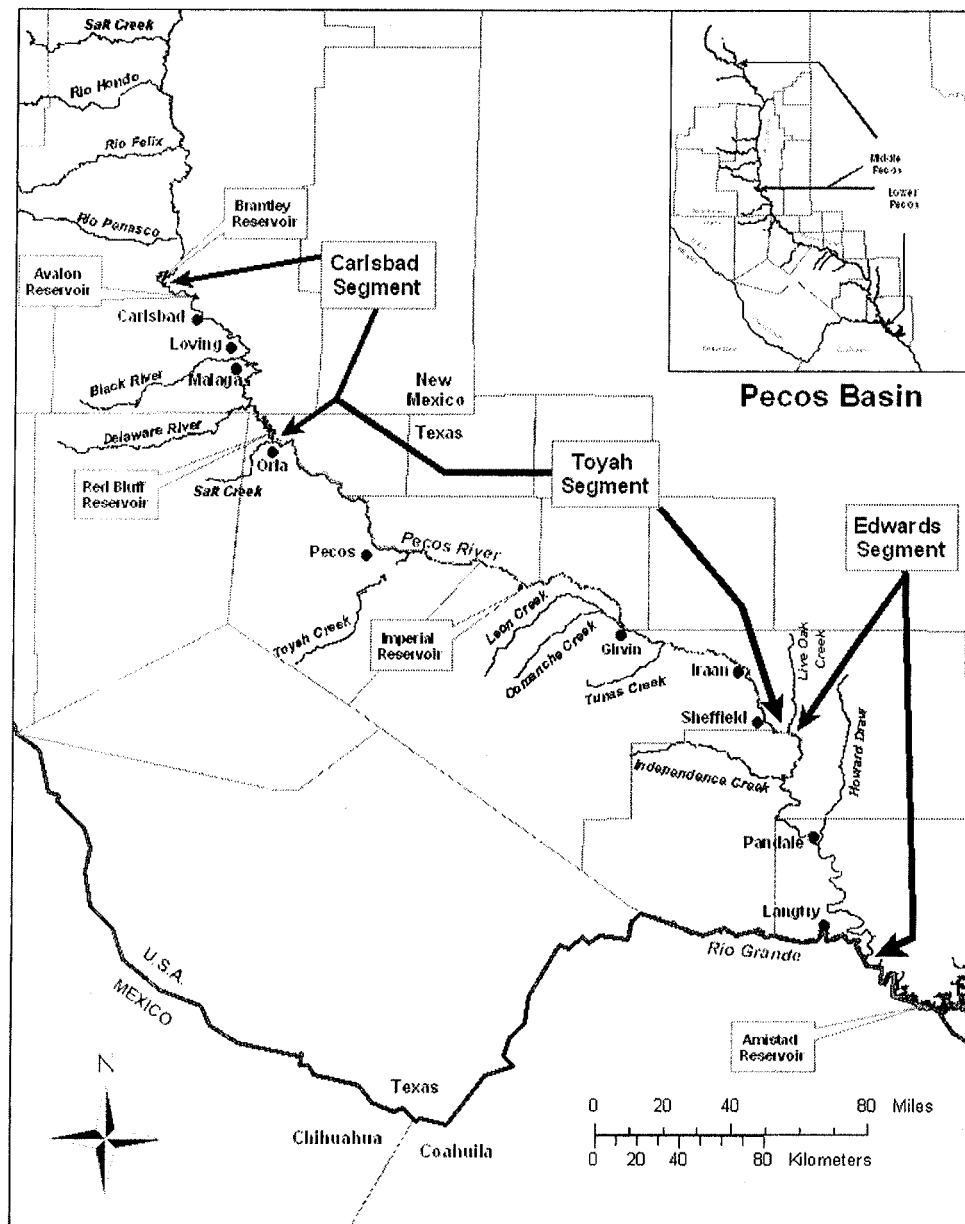 Salt Creek
Rio Hondo
Rio Felix
Rio Penasco
Brantley
Reservoir
Avalon
Reservoir
Carlsbad
Segment
Carlsbad
Loving
Malaga
Black River
New
Mexico
Texas
Delaware River
Orla
Red Bluff
Reservoir
Salt Creek
Middle
Pecos
Lower
Pecos
Pecos Basin
Toyah
Segment
Edwards
Segment
Pecos
Pecos River
Toyah Creek
Imperial
Reservoir
Leon Creek
Comanche Creek
Girvin
Tunas Creek
Iraan
Live Oak
Creek
Sheffield
Howard Draw
Independence Creek
Pandale
Langtry
Rio Grande
U.S.A.
MEXICO
Amistad
Reservoir
N
Texas
Chihuahua
Coahuila
0 20 40 80 Miles
0 20 40 80 Kilometers